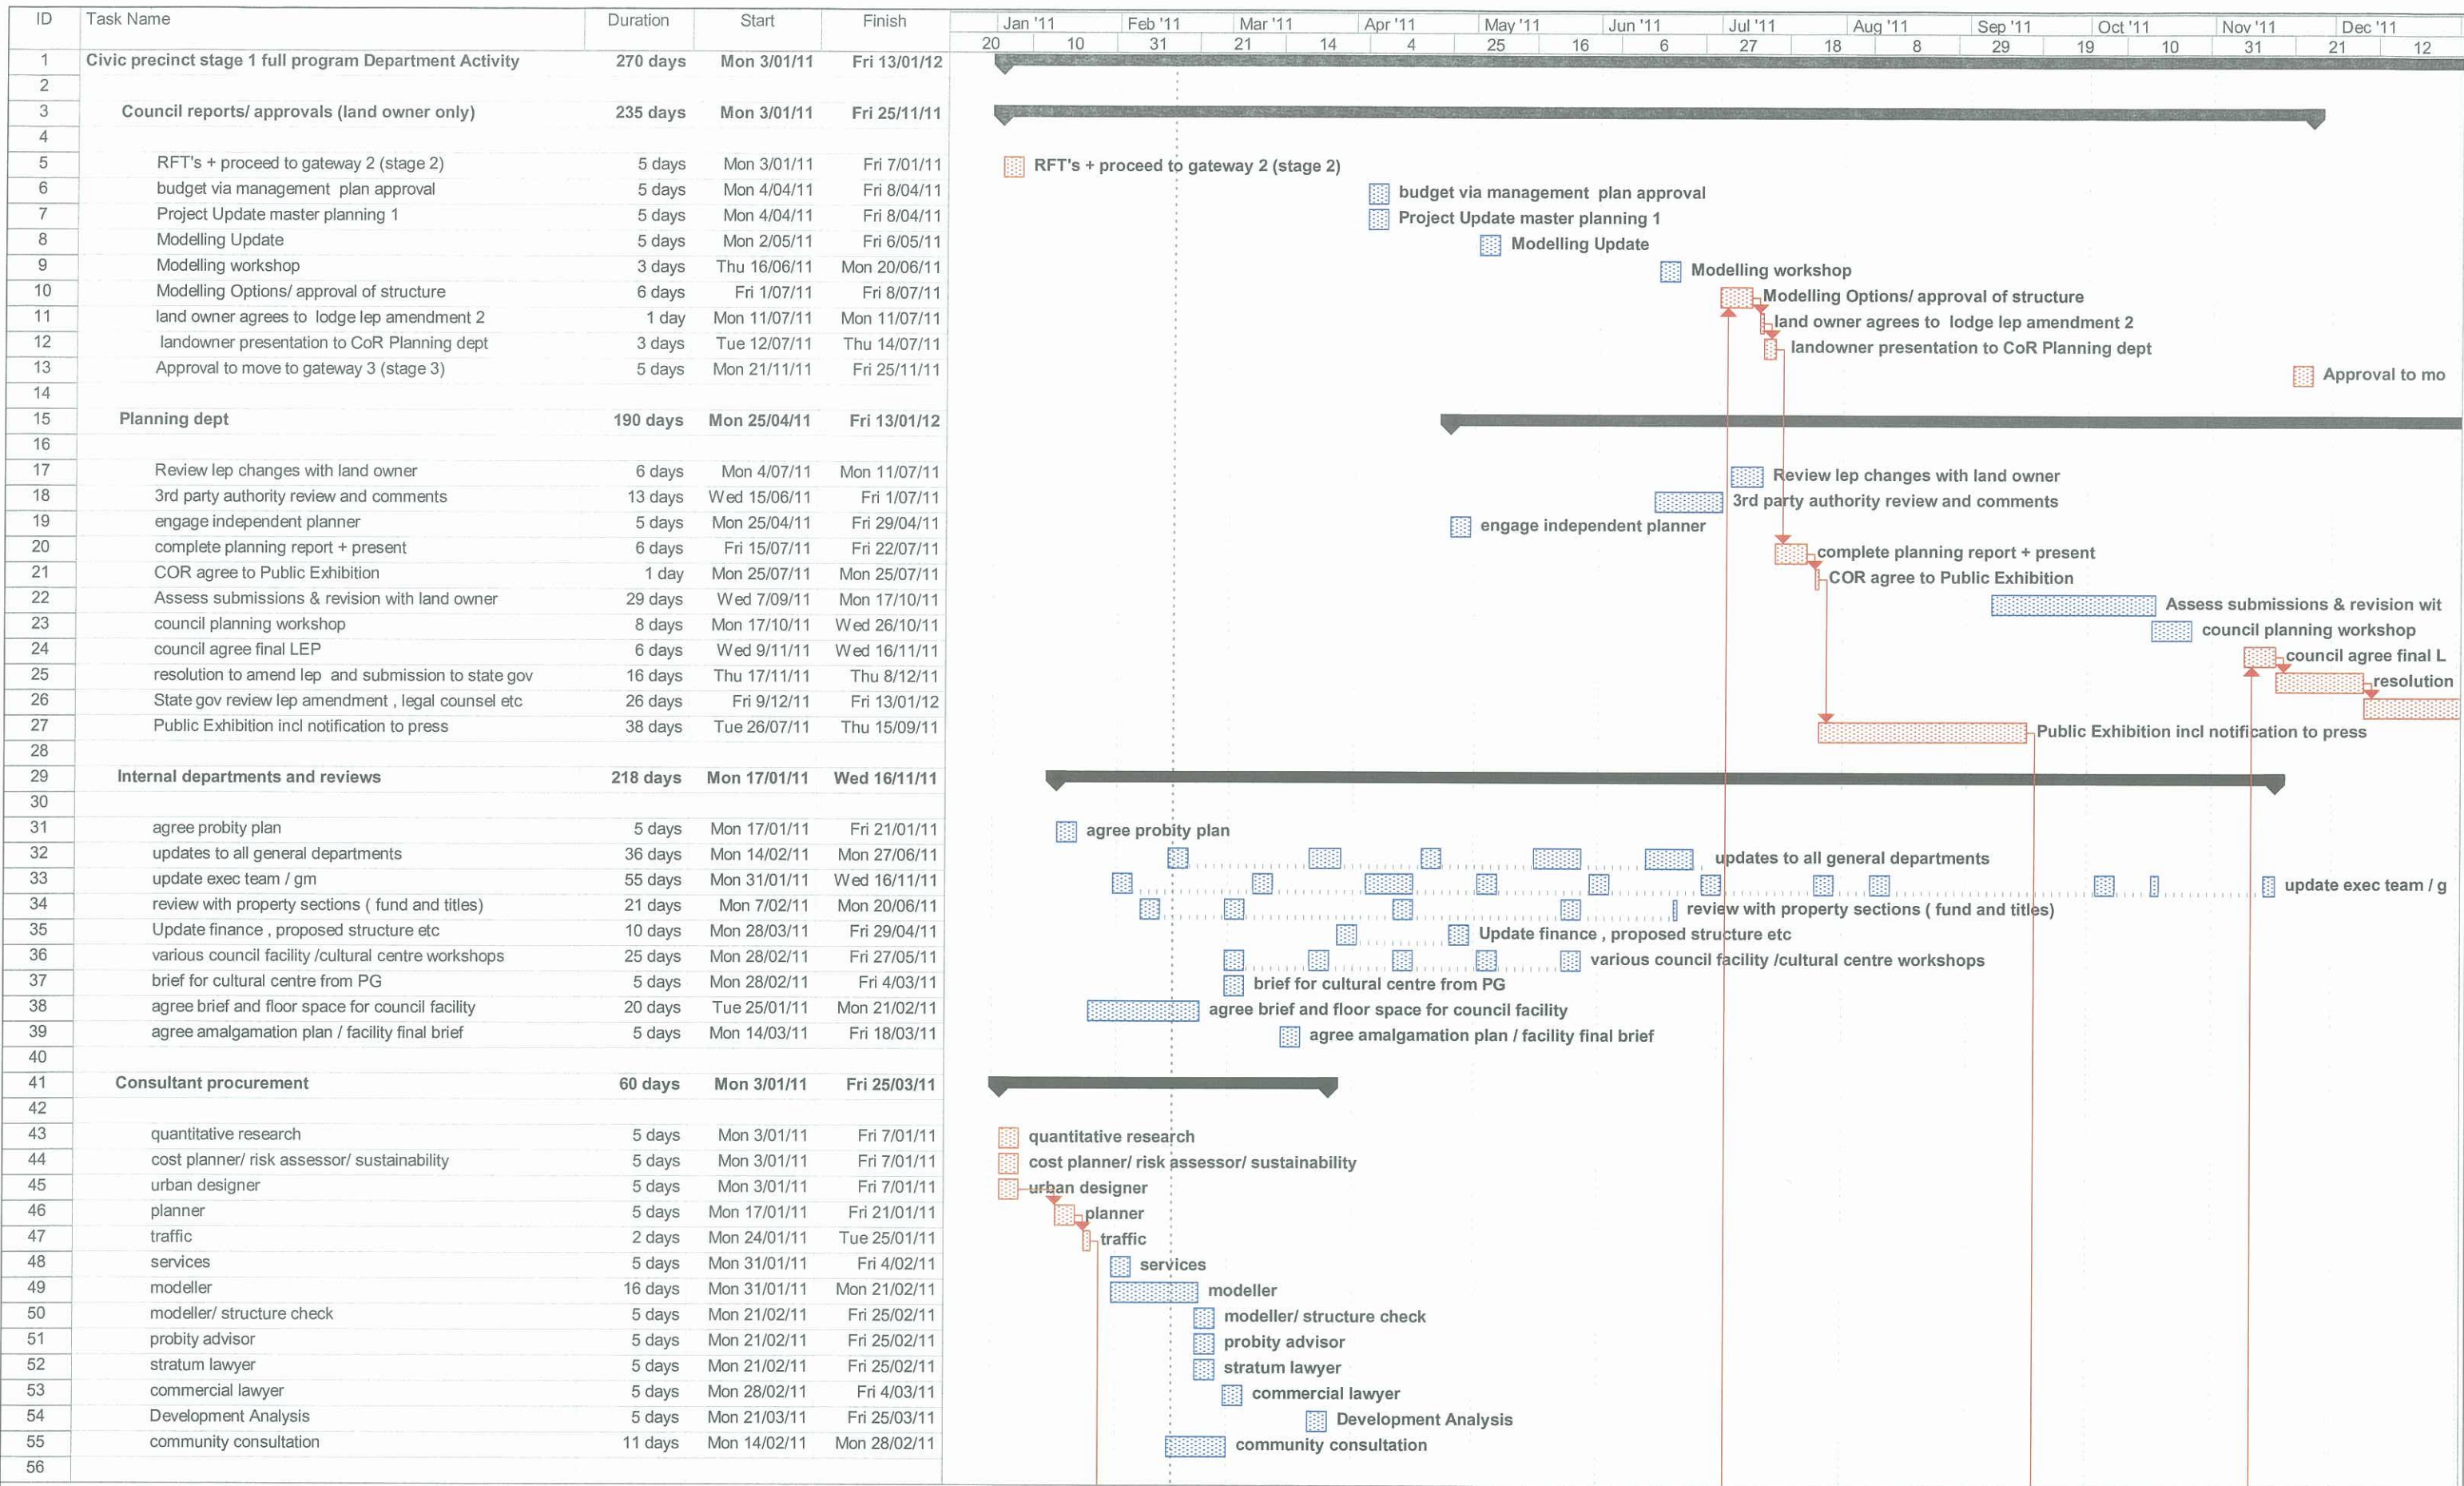 ID Task Name Duration Start Finish
Jan '11 Feb '11 Mar '11 Apr '11 May '11 Jun '11 Jul '11 Aug '11 Sep '11 Oct '11 Nov '11 Dec '11
20 10 31 21 14 4 25 16 6 27 18 8 29 19 10 31 21 12
1 Civic precinct stage 1 full program Department Activity 270 days Mon 3/01/11 Fri 13/01/12
2
3 Council reports/ approvals (land owner only) 235 days Mon 3/01/11 Fri 25/11/11
4
5 RFT's + proceed to gateway 2 (stage 2) 5 days Mon 3/01/11 Fri 7/01/11 RFT's + proceed to gateway 2 (stage 2)
6 budget via management plan approval 5 days Mon 4/04/11 Fri 8/04/11 budget via management plan approval
7 Project Update master planning 1 5 days Mon 4/04/11 Fri 8/04/11 Project Update master planning 1
8 Modelling Update 5 days Mon 2/05/11 Fri 6/05/11 Modelling Update
9 Modelling workshop 3 days Thu 16/06/11 Mon 20/06/11 Modelling workshop
10 Modelling Options/ approval of structure 6 days Fri 1/07/11 Fri 8/07/11 Modelling Options/ approval of structure
11 land owner agrees to lodge lep amendment 2 1 day Mon 11/07/11 Mon 11/07/11 land owner agrees to lodge lep amendment 2
12 landowner presentation to CoR Planning dept 3 days Tue 12/07/11 Thu 14/07/11 landowner presentation to CoR Planning dept
13 Approval to move to gateway 3 (stage 3) 5 days Mon 21/11/11 Fri 25/11/11 Approval to mo
14
15 Planning dept 190 days Mon 25/04/11 Fri 13/01/12
16
17 Review lep changes with land owner 6 days Mon 4/07/11 Mon 11/07/11 Review lep changes with land owner
18 3rd party authority review and comments 13 days Wed 15/06/11 Fri 1/07/11 3rd party authority review and comments
19 engage independent planner 5 days Mon 25/04/11 Fri 29/04/11 engage independent planner
20 complete planning report + present 6 days Fri 15/07/11 Fri 22/07/11 complete planning report + present
21 COR agree to Public Exhibition 1 day Mon 25/07/11 Mon 25/07/11 COR agree to Public Exhibition
22 Assess submissions & revision with land owner 29 days Wed 7/09/11 Mon 17/10/11 Assess submissions & revision wit
23 council planning workshop 8 days Mon 17/10/11 Wed 26/10/11 council planning workshop
24 council agree final LEP 6 days Wed 9/11/11 Wed 16/11/11 council agree final L
25 resolution to amend lep and submission to state gov 16 days Thu 17/11/11 Thu 8/12/11 resolution
26 State gov review lep amendment , legal counsel etc 26 days Fri 9/12/11 Fri 13/01/12
27 Public Exhibition incl notification to press 38 days Tue 26/07/11 Thu 15/09/11 Public Exhibition incl notification to press
28
29 Internal departments and reviews 218 days Mon 17/01/11 Wed 16/11/11
30
31 agree probity plan 5 days Mon 17/01/11 Fri 21/01/11 agree probity plan
32 updates to all general departments 36 days Mon 14/02/11 Mon 27/06/11 updates to all general departments
33 update exec team / gm 55 days Mon 31/01/11 Wed 16/11/11 update exec team / g
34 review with property sections ( fund and titles) 21 days Mon 7/02/11 Mon 20/06/11 review with property sections ( fund and titles)
35 Update finance , proposed structure etc 10 days Mon 28/03/11 Fri 29/04/11 Update finance , proposed structure etc
36 various council facility /cultural centre workshops 25 days Mon 28/02/11 Fri 27/05/11 various council facility /cultural centre workshops
37 brief for cultural centre from PG 5 days Mon 28/02/11 Fri 4/03/11 brief for cultural centre from PG
38 agree brief and floor space for council facility 20 days Tue 25/01/11 Mon 21/02/11 agree brief and floor space for council facility
39 agree amalgamation plan / facility final brief 5 days Mon 14/03/11 Fri 18/03/11 agree amalgamation plan / facility final brief
40
41 Consultant procurement 60 days Mon 3/01/11 Fri 25/03/11
42
43 quantitative research 5 days Mon 3/01/11 Fri 7/01/11 quantitative research
44 cost planner/ risk assessor/ sustainability 5 days Mon 3/01/11 Fri 7/01/11 cost planner/ risk assessor/ sustainability
45 urban designer 5 days Mon 3/01/11 Fri 7/01/11 urban designer
46 planner 5 days Mon 17/01/11 Fri 21/01/11 planner
47 traffic 2 days Mon 24/01/11 Tue 25/01/11 traffic
48 services 5 days Mon 31/01/11 Fri 4/02/11 services
49 modeller 16 days Mon 31/01/11 Mon 21/02/11 modeller
50 modeller/ structure check 5 days Mon 21/02/11 Fri 25/02/11 modeller/ structure check
51 probity advisor 5 days Mon 21/02/11 Fri 25/02/11 probity advisor
52 stratum lawyer 5 days Mon 21/02/11 Fri 25/02/11 stratum lawyer
53 commercial lawyer 5 days Mon 28/02/11 Fri 4/03/11 commercial lawyer
54 Development Analysis 5 days Mon 21/03/11 Fri 25/03/11 Development Analysis
55 community consultation 11 days Mon 14/02/11 Mon 28/02/11 community consultation
56